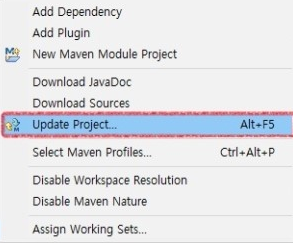 Add Dependency
Add Plugin
New Maven Module Project
Download JavaDoc
Download Sources
Update Project... Alt+F5
Select Maven Profiles... Ctrl+Alt+P
Disable Workspace Resolution
Disable Maven Nature
Assign Working Sets...